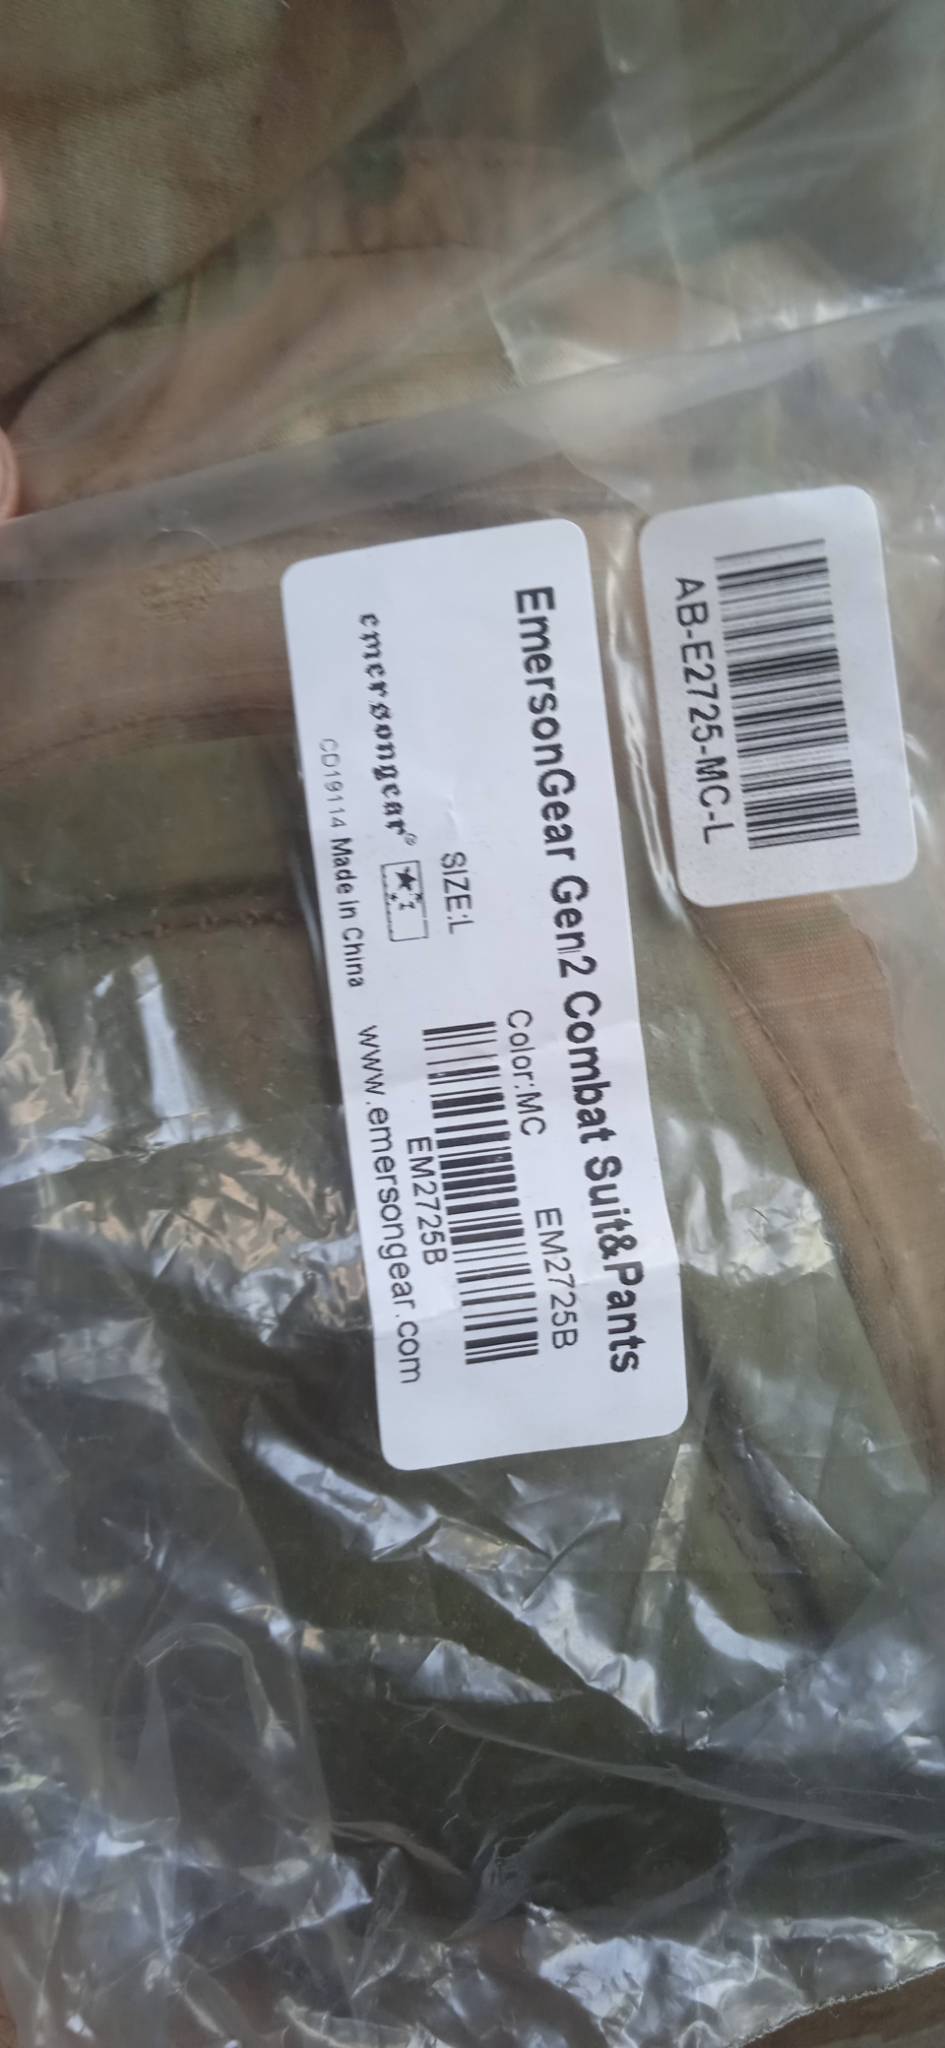 AB-E2725-MC-L
EmersonGear Gen2 Combat Suit&Pants
Color:MC EM2725B
SIZE:L
EM2725B
emersongear®
www.emersongear.com
CD19114 Made in China